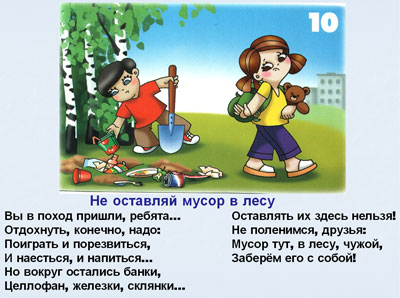 10
Не оставляй мусор в лесу
Вы в поход пришли, ребята...
Отдохнуть, конечно, надо:
Поиграть и порезвиться,
И наесться, и напиться...
Но вокруг остались банки,
Целлофан, железки, склянки...
Оставлять их здесь нельзя!
Не поленимся, друзья:
Мусор тут, в лесу, чужой,
Заберём его с собой!